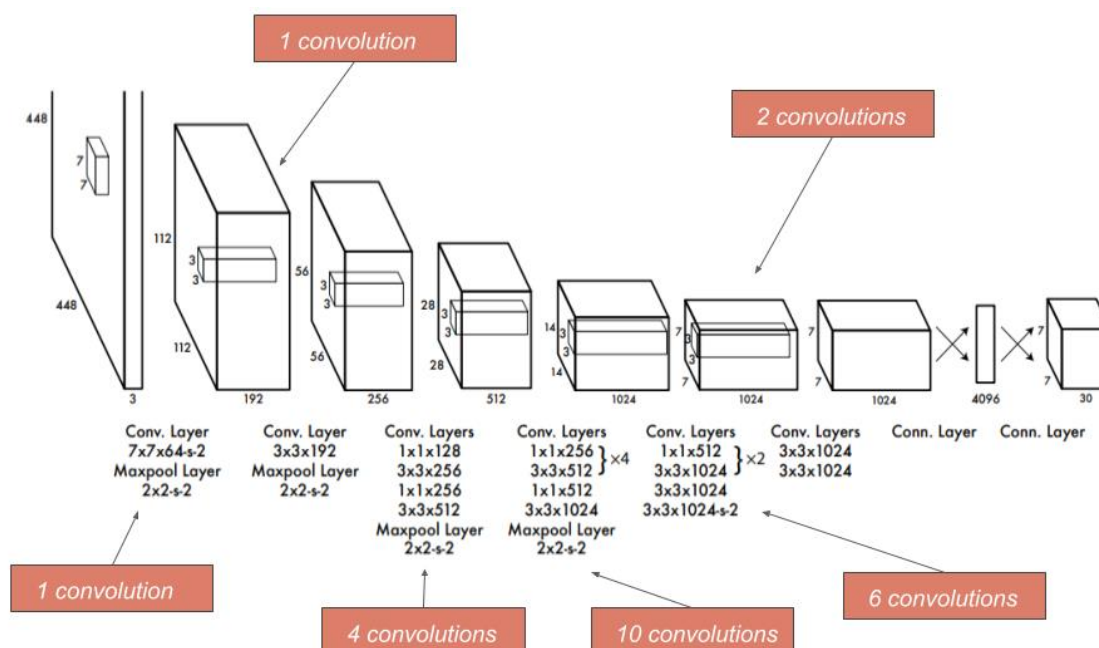 1 convolution
2 convolutions
448
7
7
448
3
112
3
3
112
192
56
3
3
56
256
28
3
3
28
512
14
3
3
14
1024
7
3
3
7
1024
7
7
1024
4096
7
7
30
Conv. Layer
7x7x64-s-2
Maxpool Layer
2x2-s-2
Conv. Layer
3x3x192
Maxpool Layer
2x2-s-2
Conv. Layers
1x1x128
3x3x256
1x1x256
3x3x512
Maxpool Layer
2x2-s-2
Conv. Layers
1x1x256
3x3x512
}×4
1x1x512
3x3x1024
Maxpool Layer
2x2-s-2
Conv. Layers
1x1x512
3x3x1024
}×2
3x3x1024
3x3x1024-s-2
Conv. Layers
3x3x1024
3x3x1024
Conn. Layer
Conn. Layer
1 convolution
4 convolutions
10 convolutions
6 convolutions